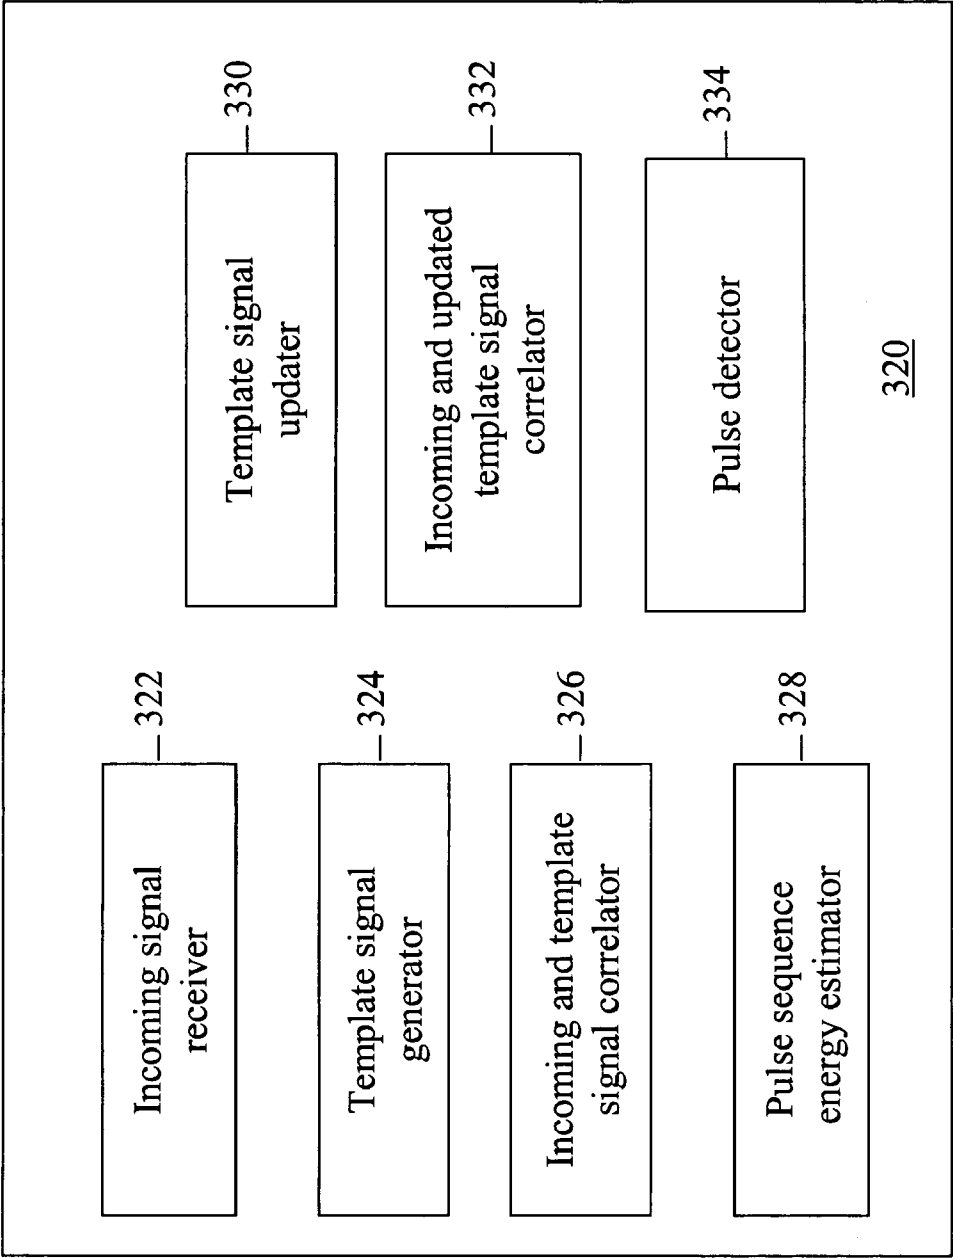 Incoming signal
receiver
322
Template signal
generator
324
Incoming and template
signal correlator
326
Pulse sequence
energy estimator
328
Template signal
updater
330
Incoming and updated
template signal
correlator
332
Pulse detector
334
320